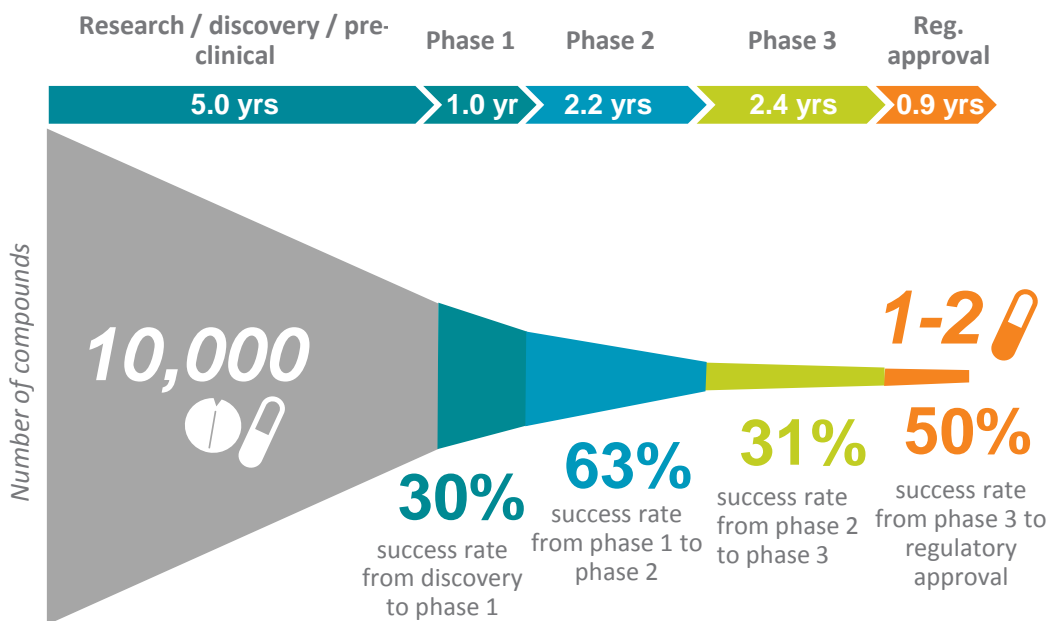 Research / discovery / pre-
clinical
Phase 1
Phase 2
Phase 3
Reg.
approval
5.0 yrs
1.0 yr
2.2 yrs
2.4 yrs
0.9 yrs
Number of compounds
10,000
1-2
30%
success rate
from discovery
to phase 1
63%
success rate
from phase 1 to
phase 2
31%
success rate
from phase 2
to phase 3
50%
success rate
from phase 3 to
regulatory
approval